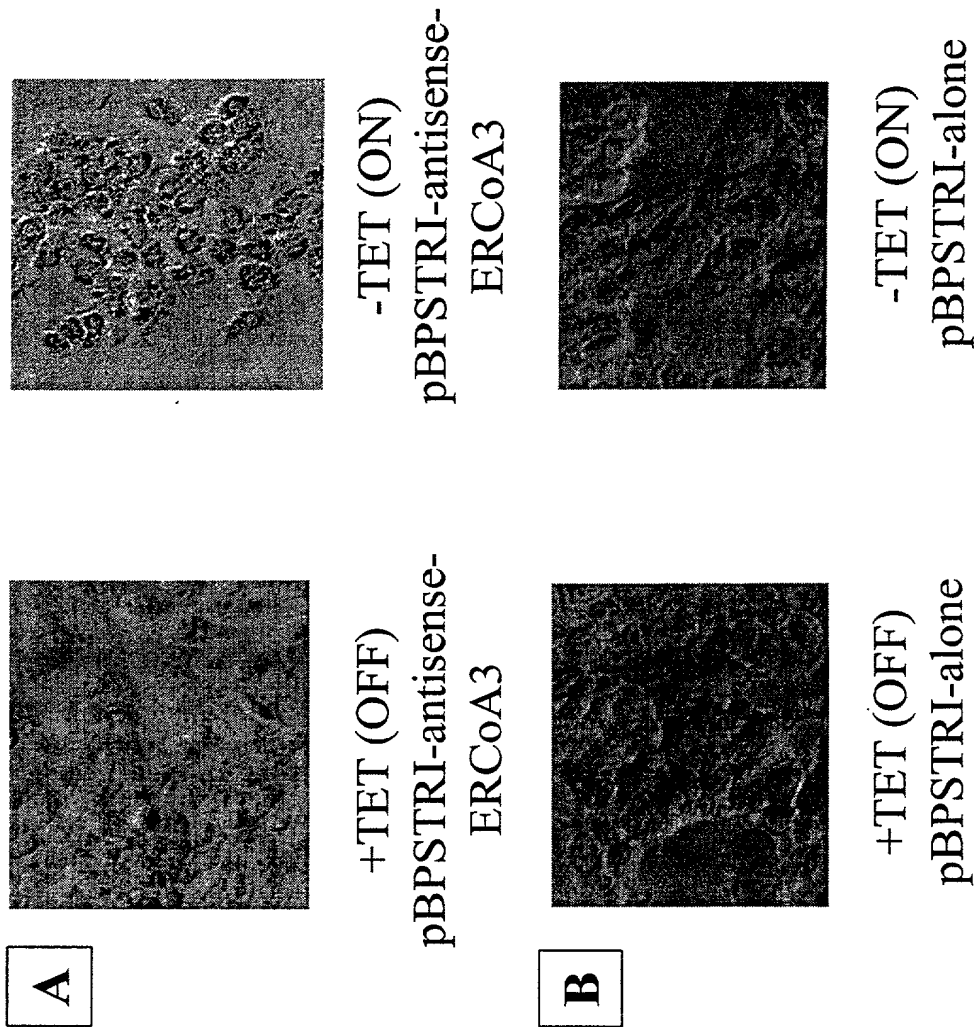 A
+TET (OFF)
pBPSTRI-antisense-
ERCoA3
-TET (ON)
pBPSTRI-antisense-
ERCoA3
B
+TET (OFF)
pBPSTRI-alone
-TET (ON)
pBPSTRI-alone